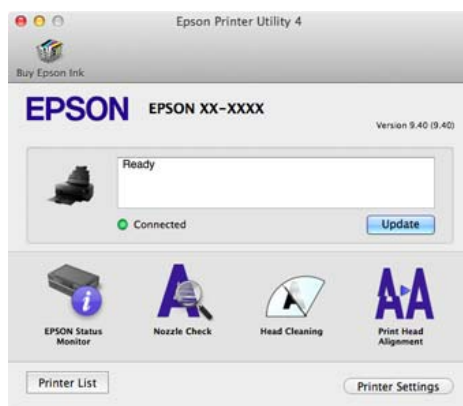 Epson Printer Utility 4
Buy Epson Ink
EPSON EPSON XX-XXXX
Version 9.40 (9.40)
Ready
Connected Update
EPSON Status Monitor
Nozzle Check
Head Cleaning
Print Head Alignment
Printer List Printer Settings